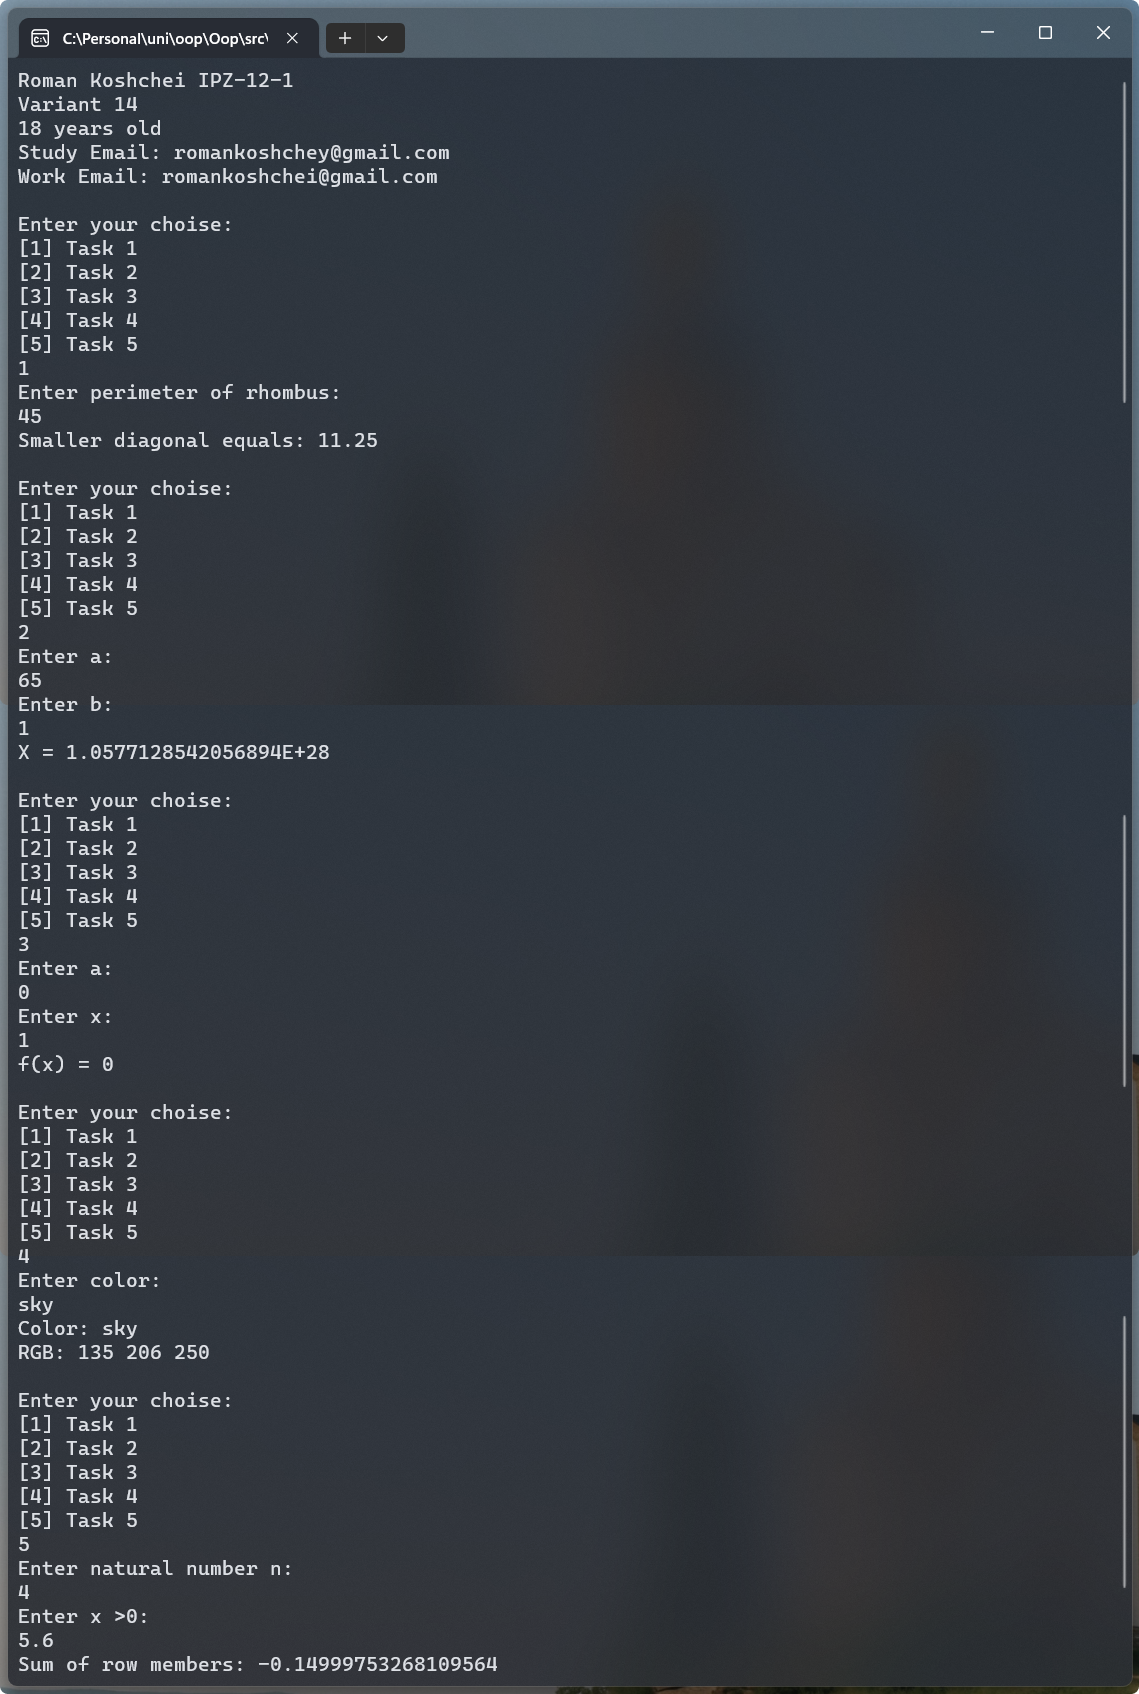 C:\Personal\uni\oop\Oop\src\
Roman Koshchei IPZ-12-1
Variant 14
18 years old
Study Email: romankoshchey@gmail.com
Work Email: romankoshchei@gmail.com
Enter your choise:
[1] Task 1
[2] Task 2
[3] Task 3
[4] Task 4
[5] Task 5
1
Enter perimeter of rhombus:
45
Smaller diagonal equals: 11.25
Enter your choise:
[1] Task 1
[2] Task 2
[3] Task 3
[4] Task 4
[5] Task 5
2
Enter a:
65
Enter b:
1
X = 1.0577128542056894E+28
Enter your choise:
[1] Task 1
[2] Task 2
[3] Task 3
[4] Task 4
[5] Task 5
3
Enter a:
0
Enter x:
1
f(x) = 0
Enter your choise:
[1] Task 1
[2] Task 2
[3] Task 3
[4] Task 4
[5] Task 5
4
Enter color:
sky
Color: sky
RGB: 135 206 250
Enter your choise:
[1] Task 1
[2] Task 2
[3] Task 3
[4] Task 4
[5] Task 5
5
Enter natural number n:
4
Enter x >0:
5.6
Sum of row members: -0.14999753268109564